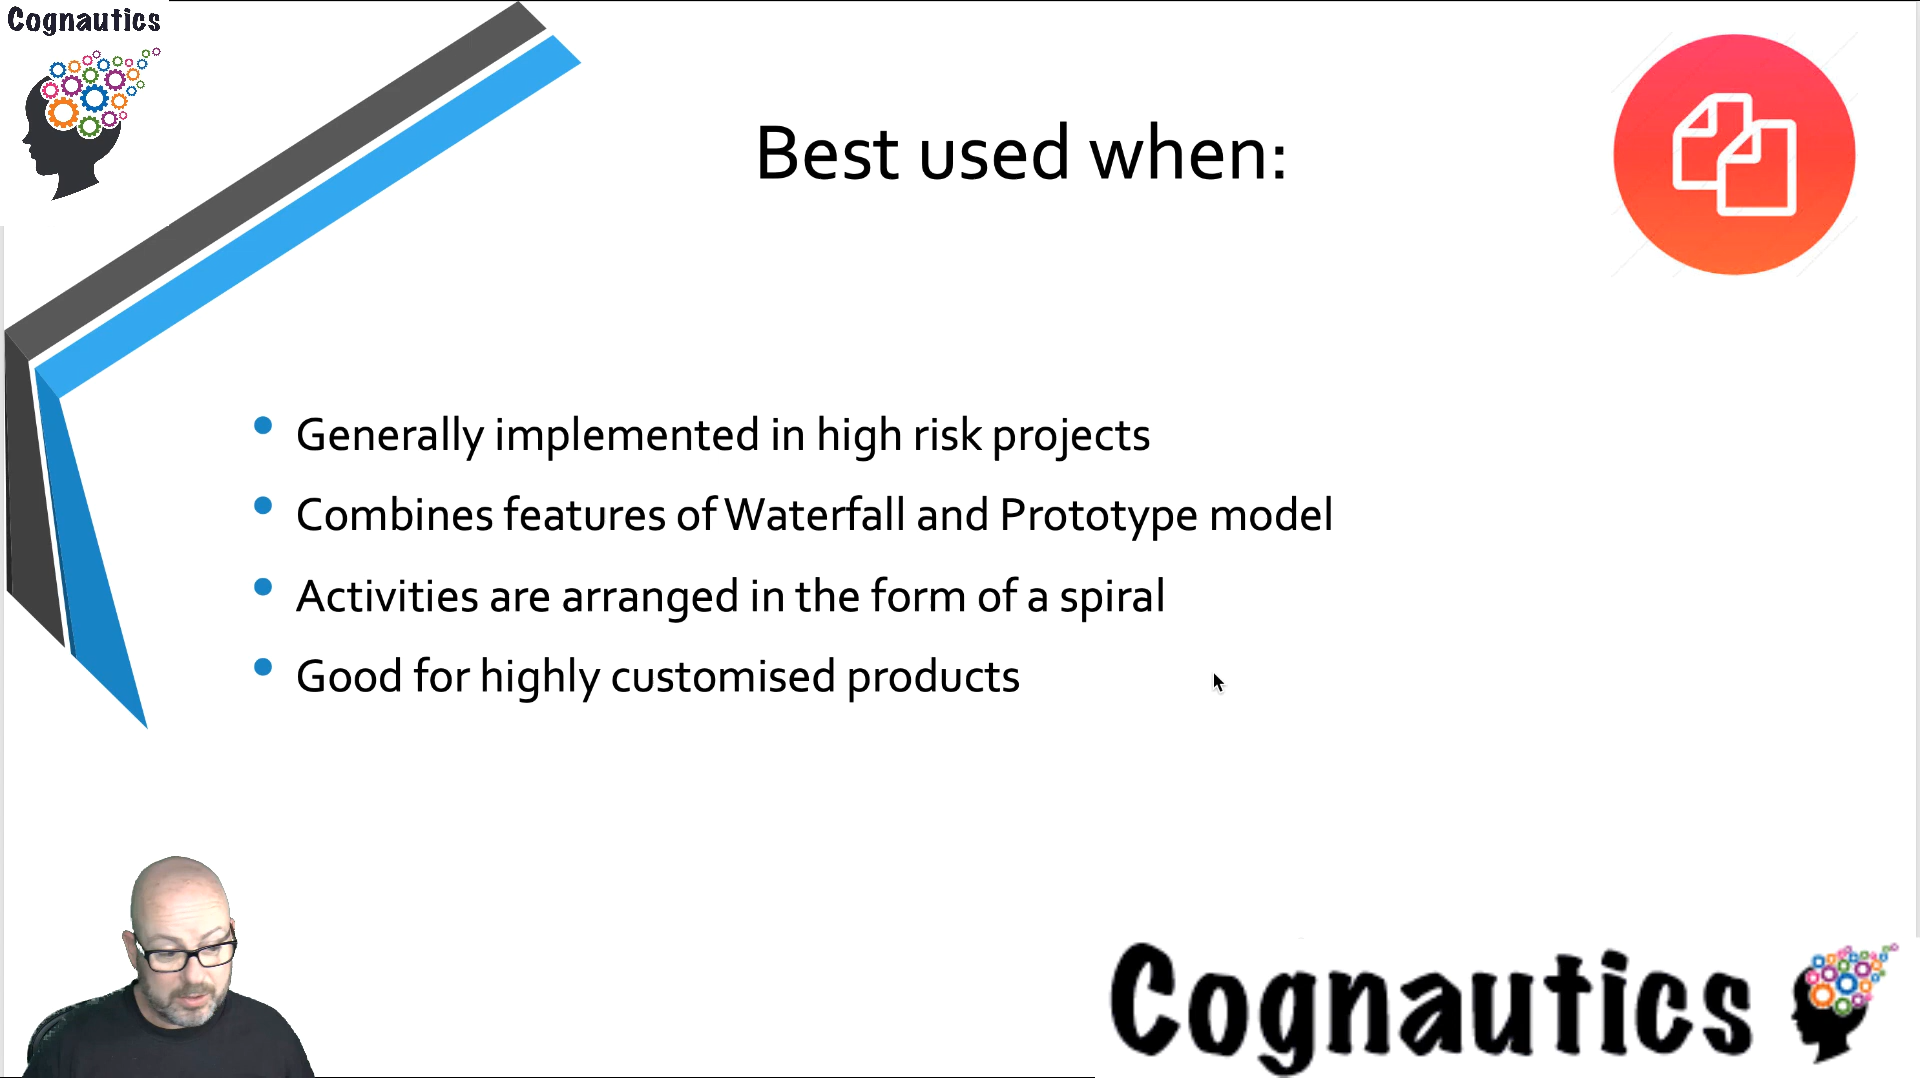 Cognautics
Best used when:
Generally implemented in high risk projects
Combines features of Waterfall and Prototype model
Activities are arranged in the form of a spiral
Good for highly customised products
Cognautics